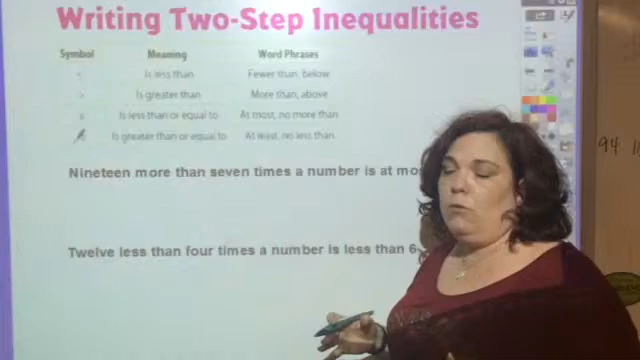 Writing Two-Step Inequalities
Symbol Meaning Word Phrases
Is less than Fewer than, below
Is greater than More than, above
Is less than or equal to At most, no more than
Is greater than or equal to At least, no less than
Nineteen more than seven times a number is at
Twelve less than four times a number is less than
94